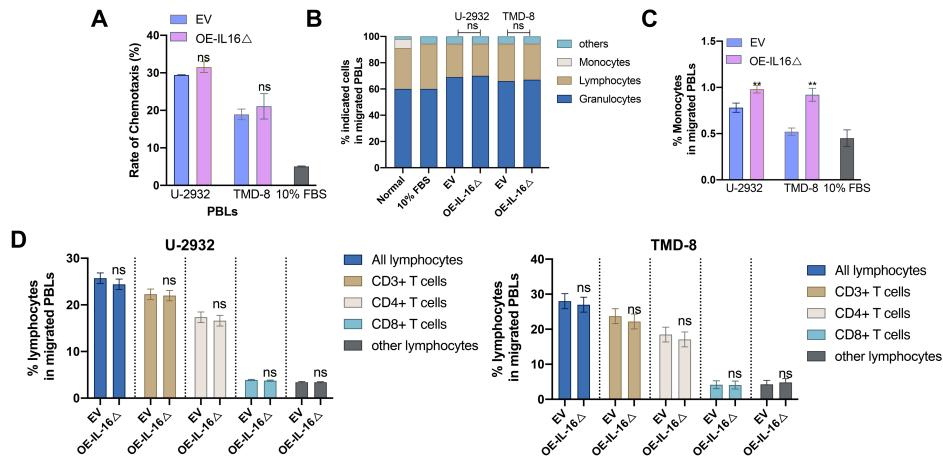 A
EV
OE-IL16△
Rate of Chemotaxis (%)
40
30
20
10
0
ns
ns
U-2932
TMD-8
10% FBS
PBLs
B
U-2932
TMD-8
ns
ns
% indicated cells
in migrated PBLs
100
80
60
40
20
0
others
Monocytes
Lymphocytes
Granulocytes
Normal
10% FBS
EV
OE-IL-16△
EV
OE-IL-16△
C
EV
OE-IL16△
% Monocytes
in migrated PBLs
1.5
1.0
0.5
0.0
**
**
U-2932
TMD-8
10% FBS
D
U-2932
% lymphocytes
in migrated PBLs
30
20
10
0
ns
ns
ns
ns
ns
EV
OE-IL-16△
EV
OE-IL-16△
EV
OE-IL-16△
EV
OE-IL-16△
EV
OE-IL-16△
All lymphocytes
CD3+ T cells
CD4+ T cells
CD8+ T cells
other lymphocytes
TMD-8
% lymphocytes
in migrated PBLs
40
30
20
10
0
ns
ns
ns
ns
ns
EV
OE-IL-16△
EV
OE-IL-16△
EV
OE-IL-16△
EV
OE-IL-16△
EV
OE-IL-16△
All lymphocytes
CD3+ T cells
CD4+ T cells
CD8+ T cells
other lymphocytes